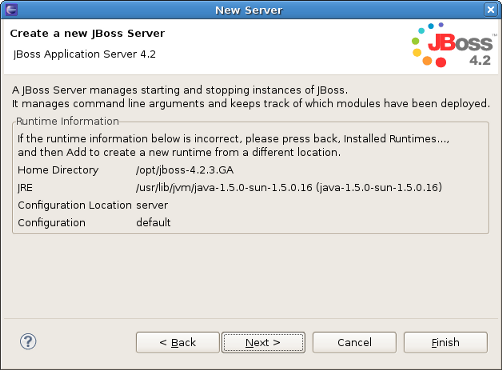 New Server
Create a new JBoss Server
JBoss Application Server 4.2
JBoss
4.2
A JBoss Server manages starting and stopping instances of JBoss.
It manages command line arguments and keeps track of which modules have been deployed.
Runtime Information
If the runtime information below is incorrect, please press back, Installed Runtimes...,
and then Add to create a new runtime from a different location.
Home Directory /opt/jboss-4.2.3.GA
JRE /usr/lib/jvm/java-1.5.0-sun-1.5.0.16 (java-1.5.0-sun-1.5.0.16)
Configuration Location server
Configuration default
? < Back Next > Cancel Finish